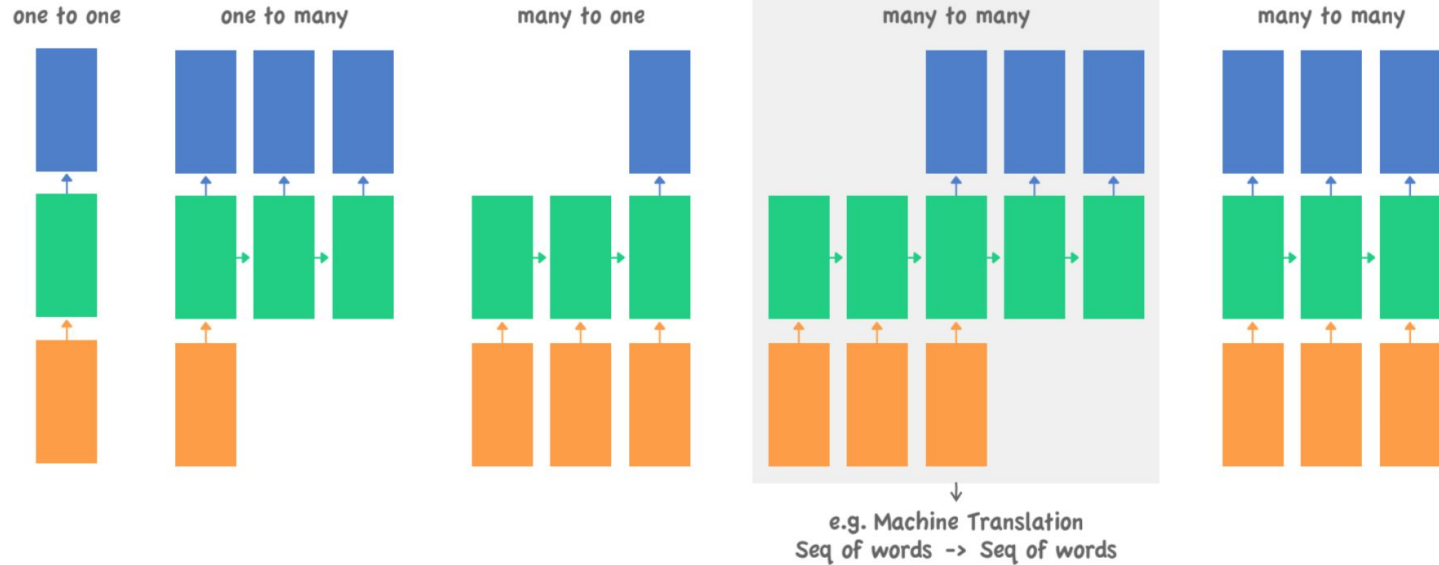 one to one
one to many
many to one
many to many
many to many
e.g. Machine Translation
Seq of words -> Seq of words